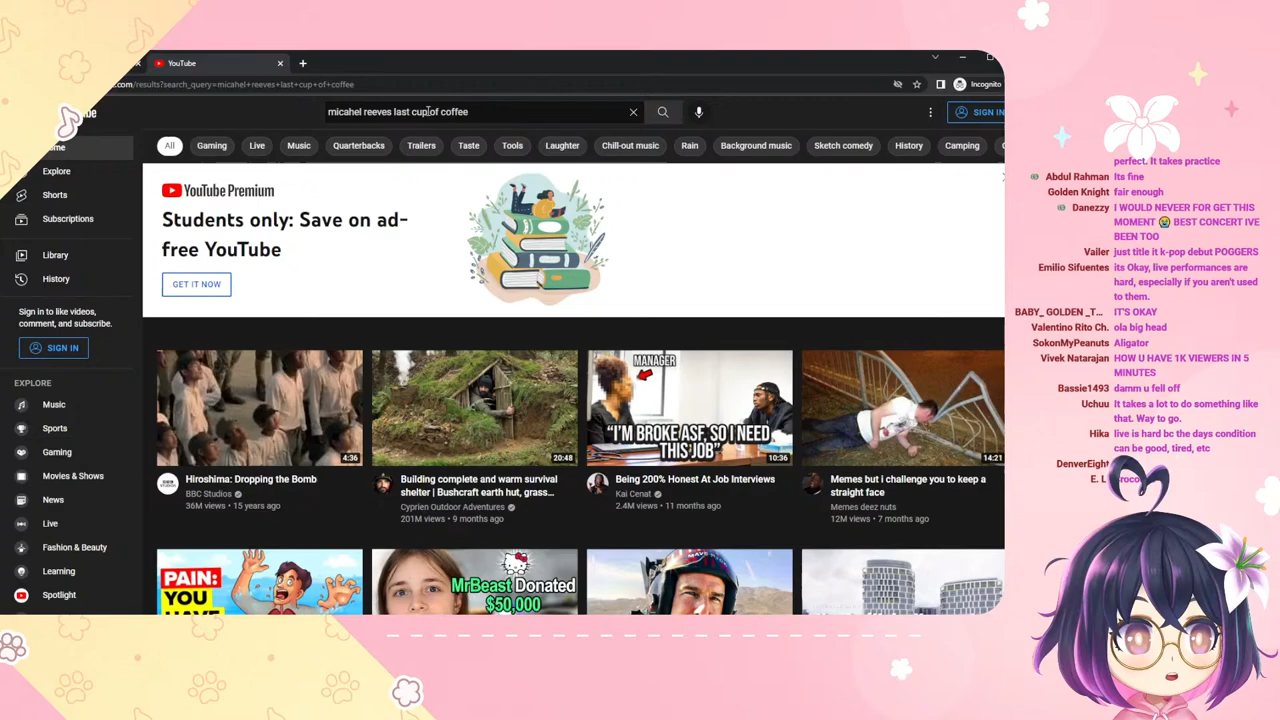 YouTube
.com/results?search_query=micahel+reeves+last+cup+of+coffee
Incognito
micahel reeves last cup of coffee
SIGN IN
All
Gaming
Live
Music
Quarterbacks
Trailers
Taste
Tools
Laughter
Chill-out music
Rain
Background music
Sketch comedy
History
Camping
Explore
Shorts
Subscriptions
Library
History
Sign in to like videos,
comment, and subscribe.
SIGN IN
EXPLORE
Music
Sports
Gaming
Movies & Shows
News
Live
Fashion & Beauty
Learning
Spotlight
YouTube Premium
Students only: Save on ad-
free YouTube
GET IT NOW
4:36
Hiroshima: Dropping the Bomb
BBC Studios
36M views • 15 years ago
20:48
Building complete and warm survival
shelter | Bushcraft earth hut, grass...
Cyprien Outdoor Adventures
201M views • 9 months ago
MANAGER
"I'M BROKE ASF, SO I NEED
THIS JOB"
10:36
Being 200% Honest At Job Interviews
Kai Cenat
2.4M views • 11 months ago
14:21
Memes but i challenge you to keep a
straight face
Memes deez nuts
12M views • 7 months ago
PAIN:
YOU
HAVE
MrBeast Donated
$50,000
perfect. It takes practice
Abdul Rahman Its fine
Golden Knight fair enough
Danezzy I WOULD NEVEER FOR GET THIS
MOMENT 😭 BEST CONCERT IVE
BEEN TOO
Vailer just title it k-pop debut POGGERS
Emilio Sifuentes its Okay, live performances are
hard, especially if you aren't used
to them.
BABY_ GOLDEN _T... IT'S OKAY
Valentino Rito Ch. ola big head
SokonMyPeanuts Aligator
Vivek Natarajan HOW U HAVE 1K VIEWERS IN 5
MINUTES
Bassie1493 damm u fell off
Uchuu It takes a lot to do something like
that. Way to go.
Hika live is hard bc the days condition
can be good, tired, etc
DenverEight
E. L